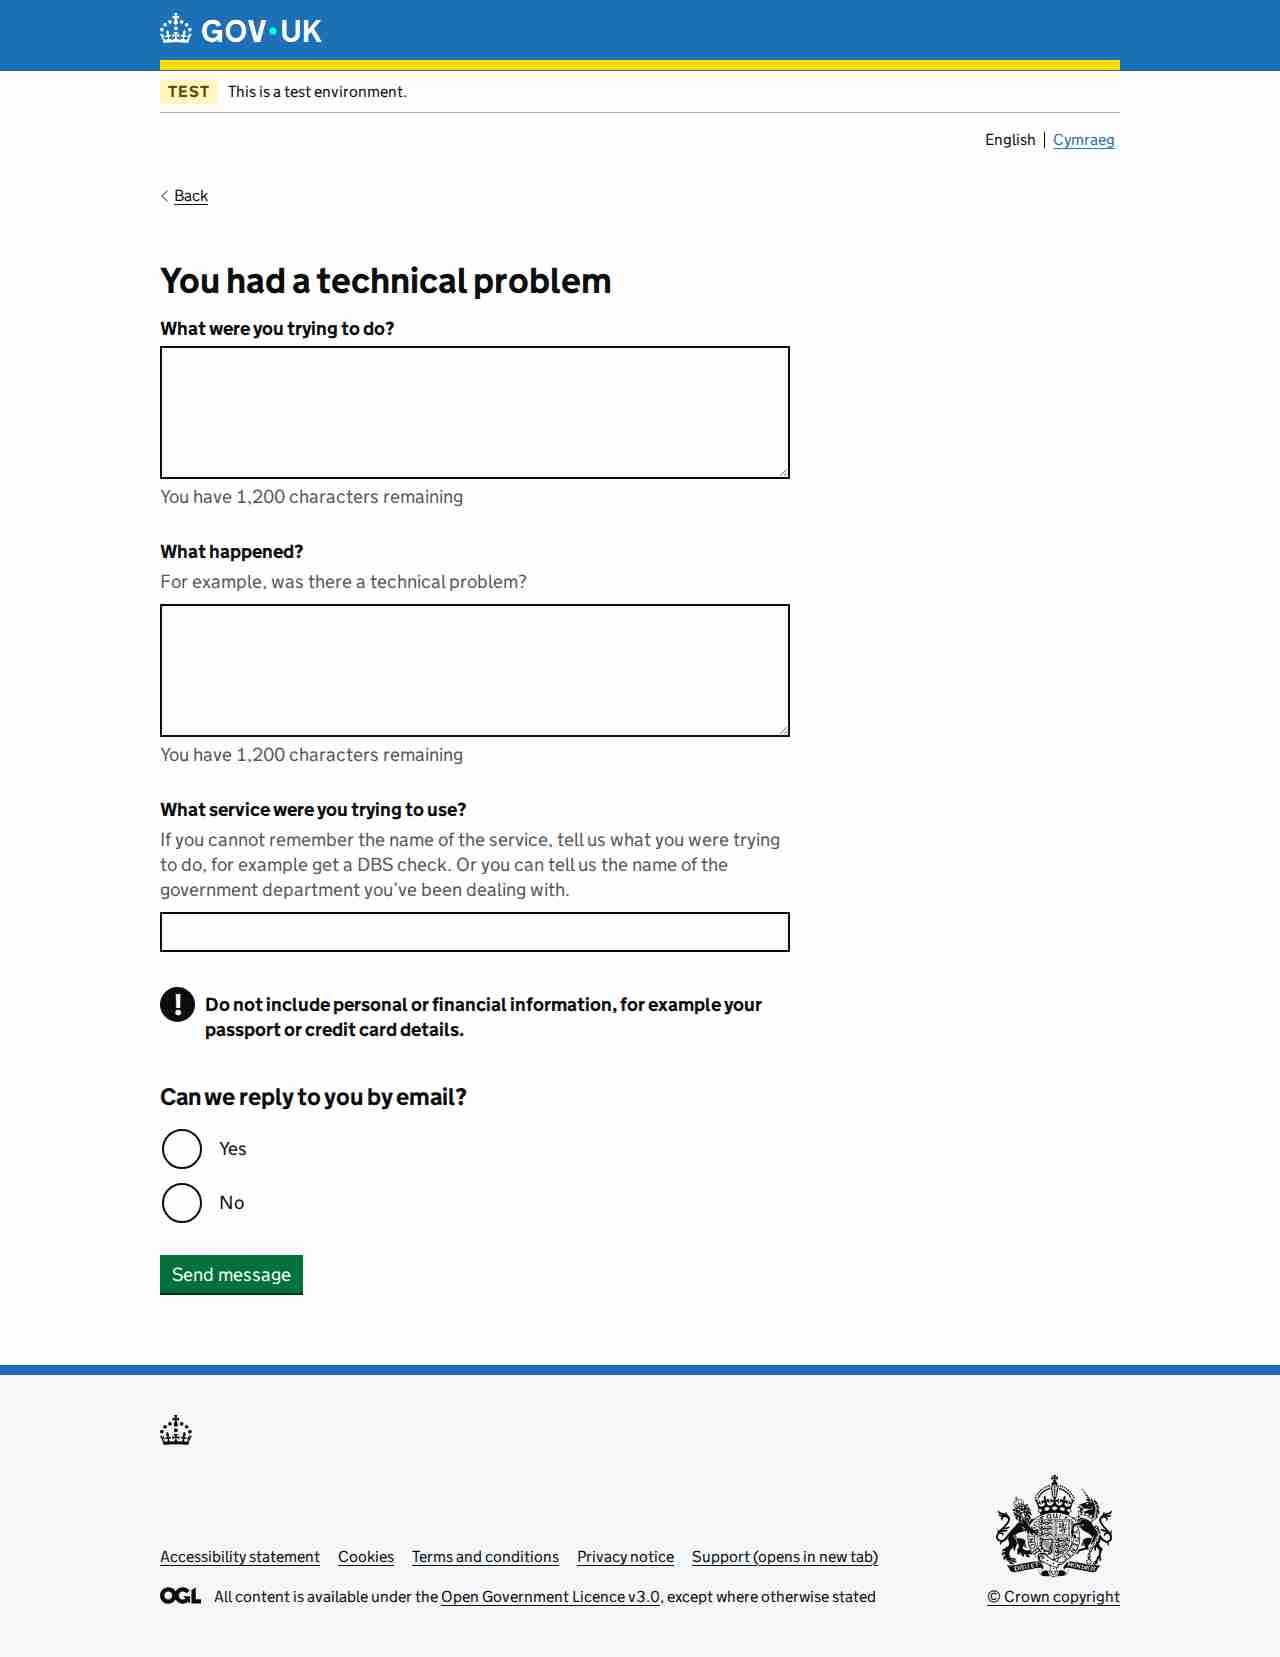 GOV·UK
TEST This is a test environment.
English Cymraeg
Back
You had a technical problem
What were you trying to do?
You have 1,200 characters remaining
What happened?
For example, was there a technical problem?
You have 1,200 characters remaining
What service were you trying to use?
If you cannot remember the name of the service, tell us what you were trying
to do, for example get a DBS check. Or you can tell us the name of the
government department you’ve been dealing with.
! Do not include personal or financial information, for example your
passport or credit card details.
Can we reply to you by email?
Yes
No
Send message
Accessibility statement Cookies Terms and conditions Privacy notice Support (opens in new tab)
OGL All content is available under the Open Government Licence v3.0, except where otherwise stated
© Crown copyright